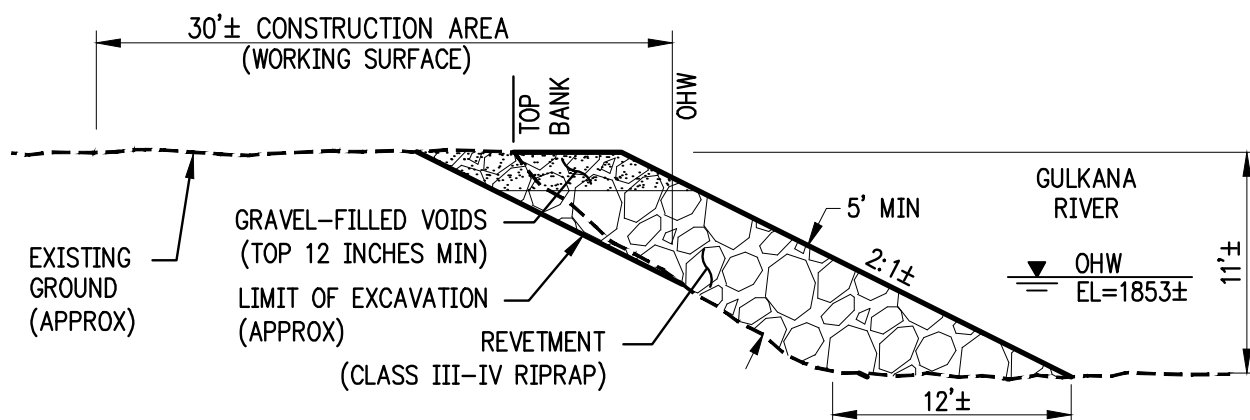 30'± CONSTRUCTION AREA
(WORKING SURFACE)
TOP
BANK
OHW
GULKANA
RIVER
5' MIN
2:1±
OHW
EL=1853±
11'±
GRAVEL-FILLED VOIDS
(TOP 12 INCHES MIN)
EXISTING
GROUND
(APPROX)
LIMIT OF EXCAVATION
(APPROX)
REVETMENT
(CLASS III-IV RIPRAP)
12'±